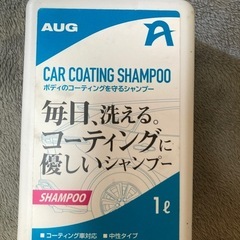 AUG
CAR COATING SHAMPOO
ボディのコーティングを守るシャンプー
毎日、洗える。
コーティングに
優しいシャンプー
SHAMPOO
1ℓ
■コーティング車対応 ■中性タイプ